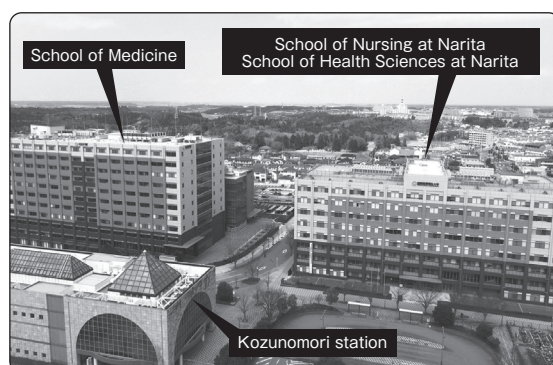 School of Medicine
School of Nursing at Narita
School of Health Sciences at Narita
Kozunomori station